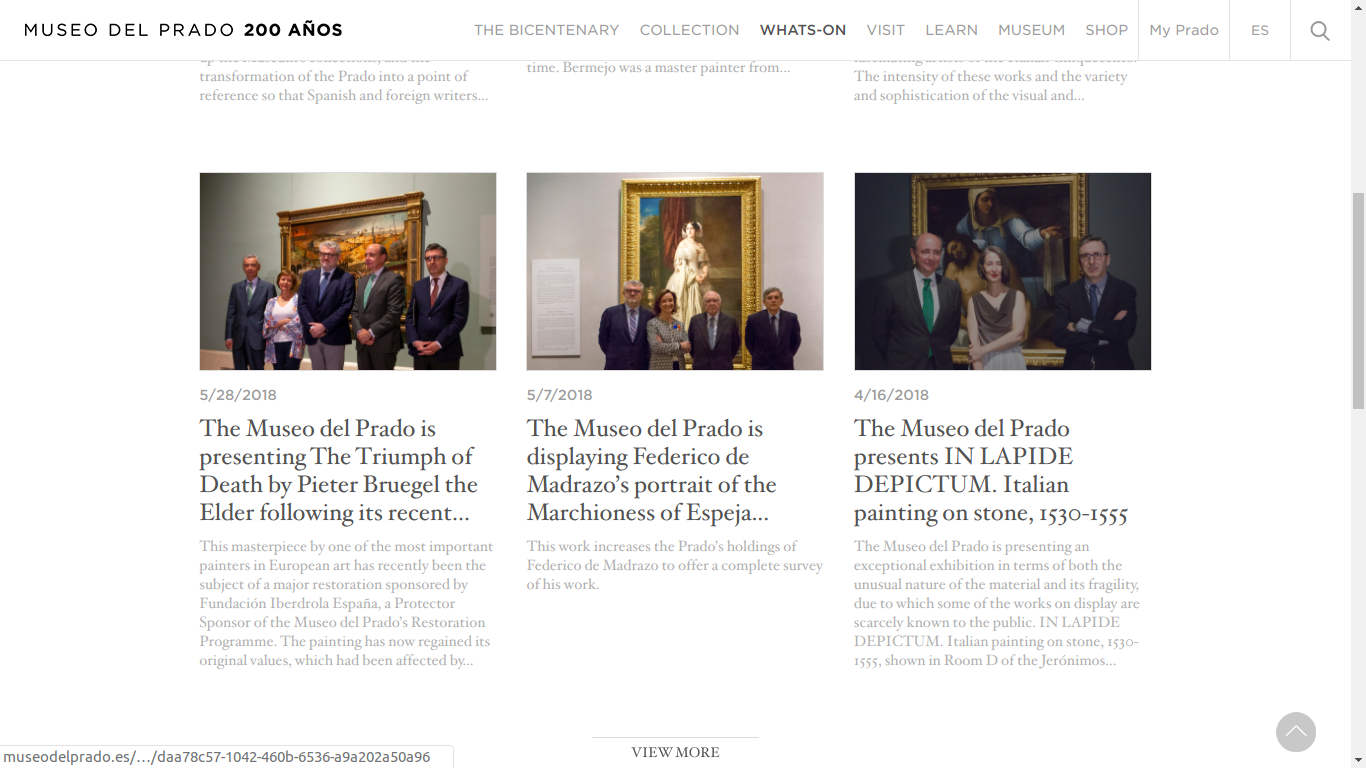 MUSEO DEL PRADO 200 AÑOS
THE BICENTENARY
COLLECTION
WHATS-ON
VISIT
LEARN
MUSEUM
SHOP
My Prado
ES
transformation of the Prado into a point of
reference so that Spanish and foreign writers...
time. Bermejo was a master painter from...
The intensity of these works and the variety
and sophistication of the visual and...
5/28/2018
The Museo del Prado is
presenting The Triumph of
Death by Pieter Bruegel the
Elder following its recent...
This masterpiece by one of the most important
painters in European art has recently been the
subject of a major restoration sponsored by
Fundación Iberdrola España, a Protector
Sponsor of the Museo del Prado’s Restoration
Programme. The painting has now regained its
original values, which had been affected by...
5/7/2018
The Museo del Prado is
displaying Federico de
Madrazo’s portrait of the
Marchioness of Espeja...
This work increases the Prado’s holdings of
Federico de Madrazo to offer a complete survey
of his work.
4/16/2018
The Museo del Prado
presents IN LAPIDE
DEPICTUM. Italian
painting on stone, 1530-1555
The Museo del Prado is presenting an
exceptional exhibition in terms of both the
unusual nature of the material and its fragility,
due to which some of the works on display are
scarcely known to the public. IN LAPIDE
DEPICTUM. Italian painting on stone, 1530-
1555, shown in Room D of the Jerónimos...
VIEW MORE
museodelprado.es/…/daa78c57-1042-460b-6536-a9a202a50a96